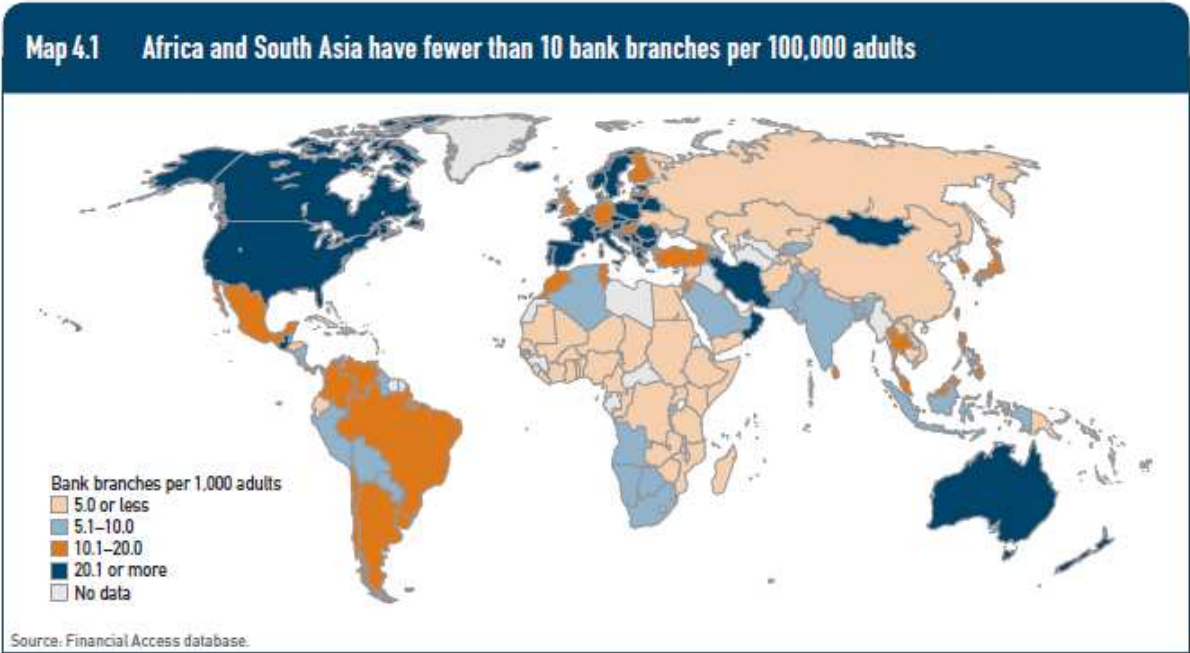 Map 4.1 Africa and South Asia have fewer than 10 bank branches per 100,000 adults
Bank branches per 1,000 adults
5.0 or less
5.1–10.0
10.1–20.0
20.1 or more
No data
Source: Financial Access database.